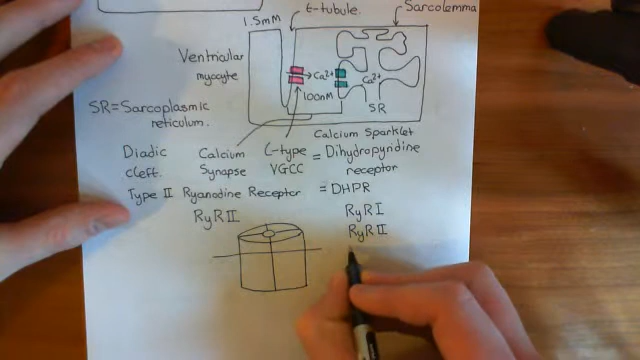 1.5mM
t-tubule.
Sarcolemma
Ventricular
myocyte
Ca2+
Ca2+
100nM
SR
SR=Sarcoplasmic
reticulum.
Calcium Sparklet
Diadic
cleft.
Calcium
Synapse
L-type
VGCC
= Dihydropyridine
receptor
= DHPR
Type II Ryanodine Receptor
RyR II
RyR I
RyR II